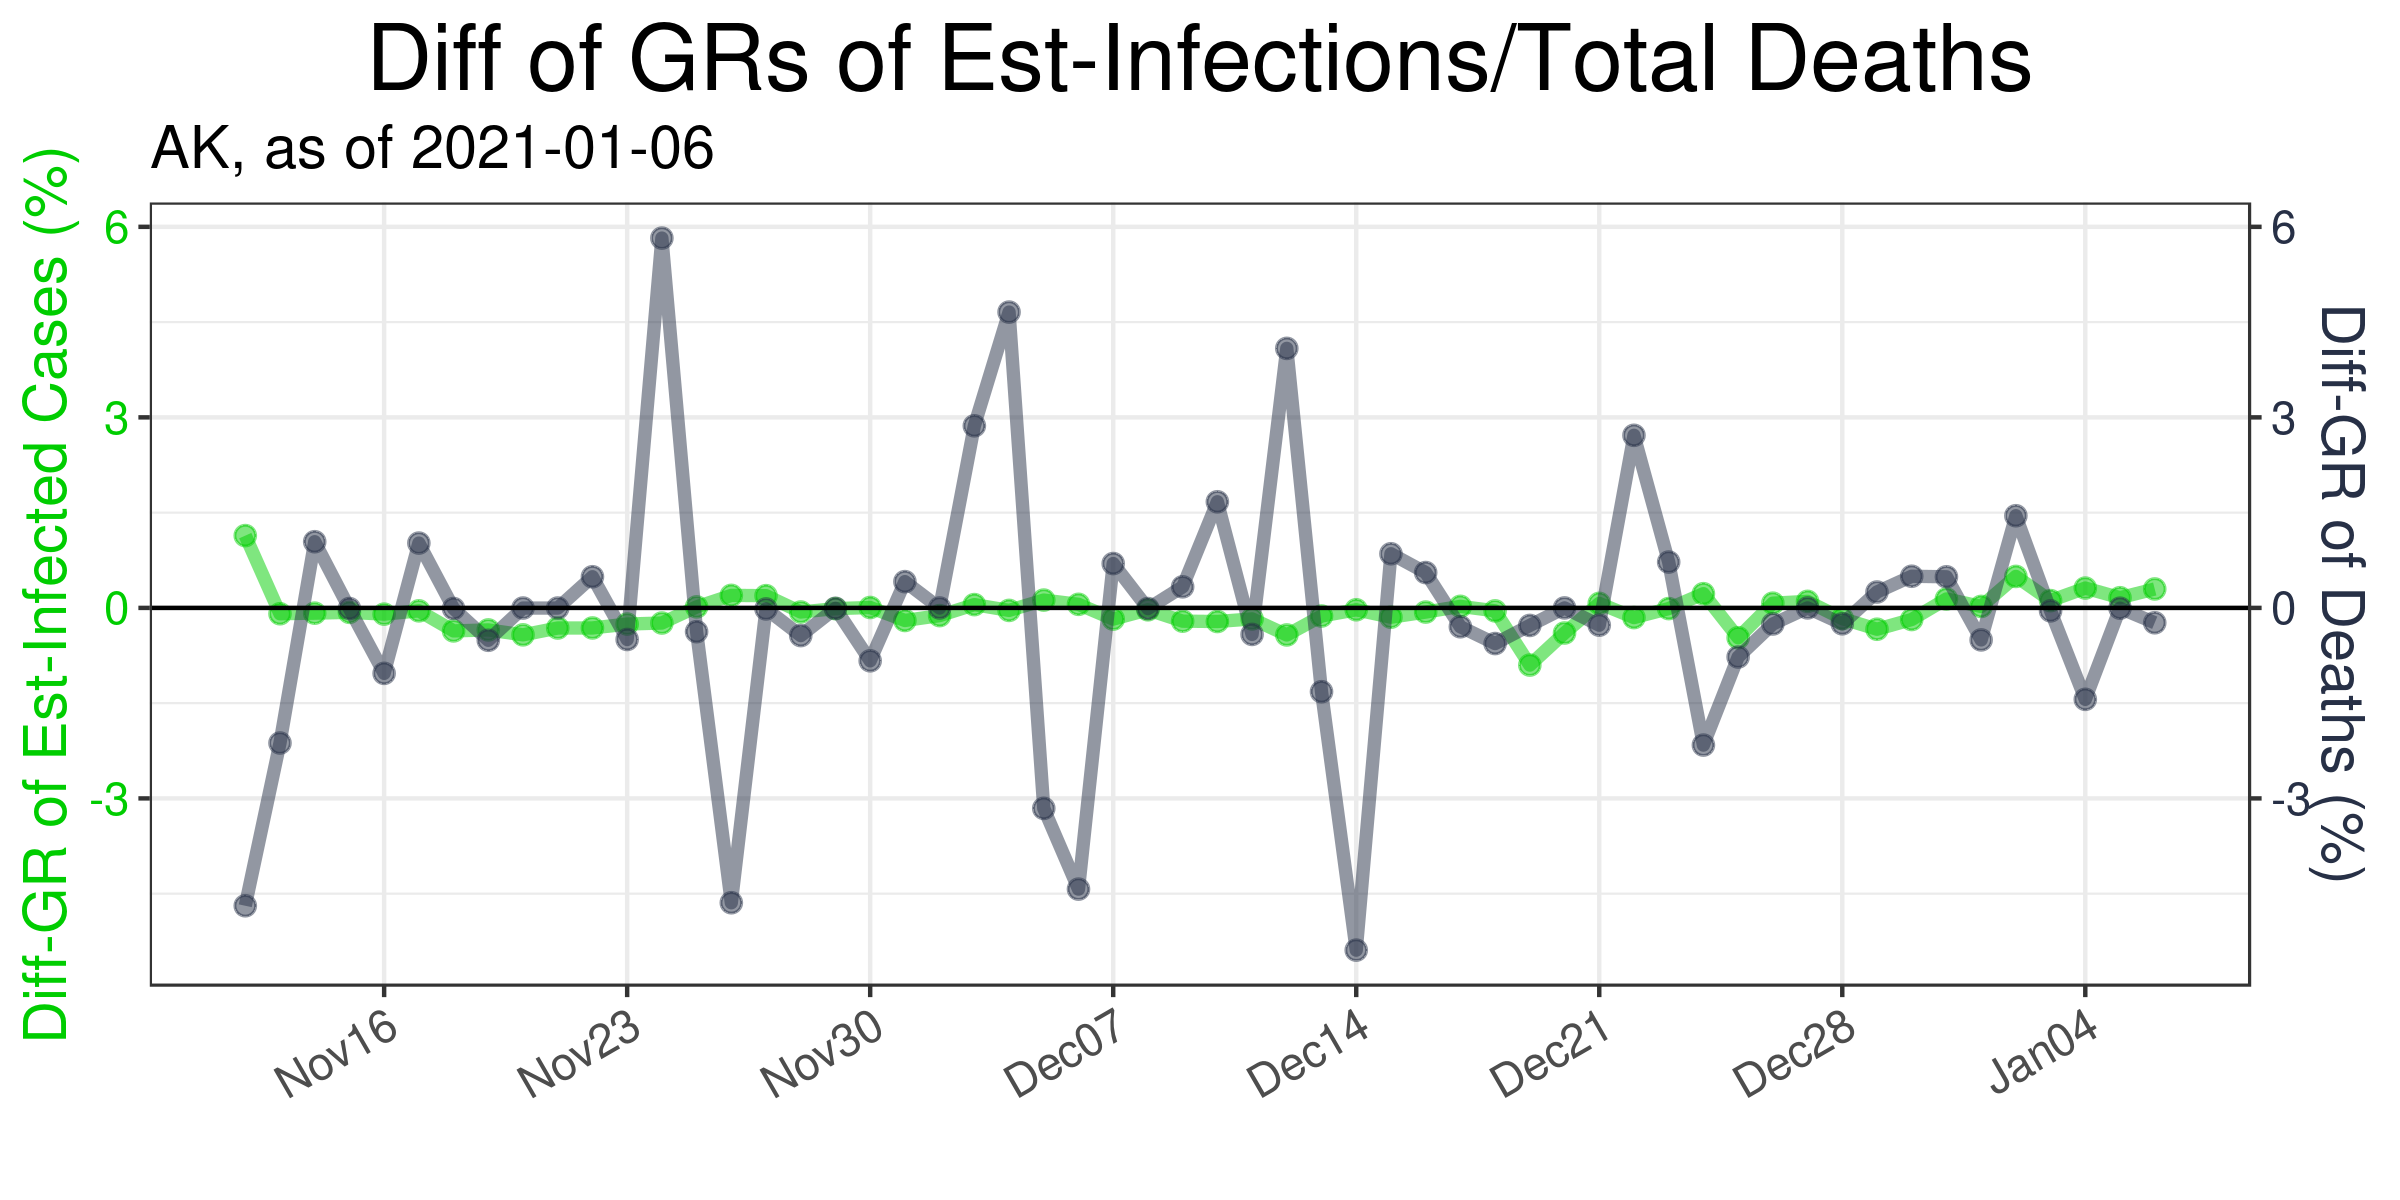 Diff of GRs of Est-Infections/Total Deaths
AK, as of 2021-01-06
Diff-GR of Est-Infected Cases (%)
6
3
0
-3
6
3
0
-3
Diff-GR of Deaths (%)
Nov16
Nov23
Nov30
Dec07
Dec14
Dec21
Dec28
Jan04